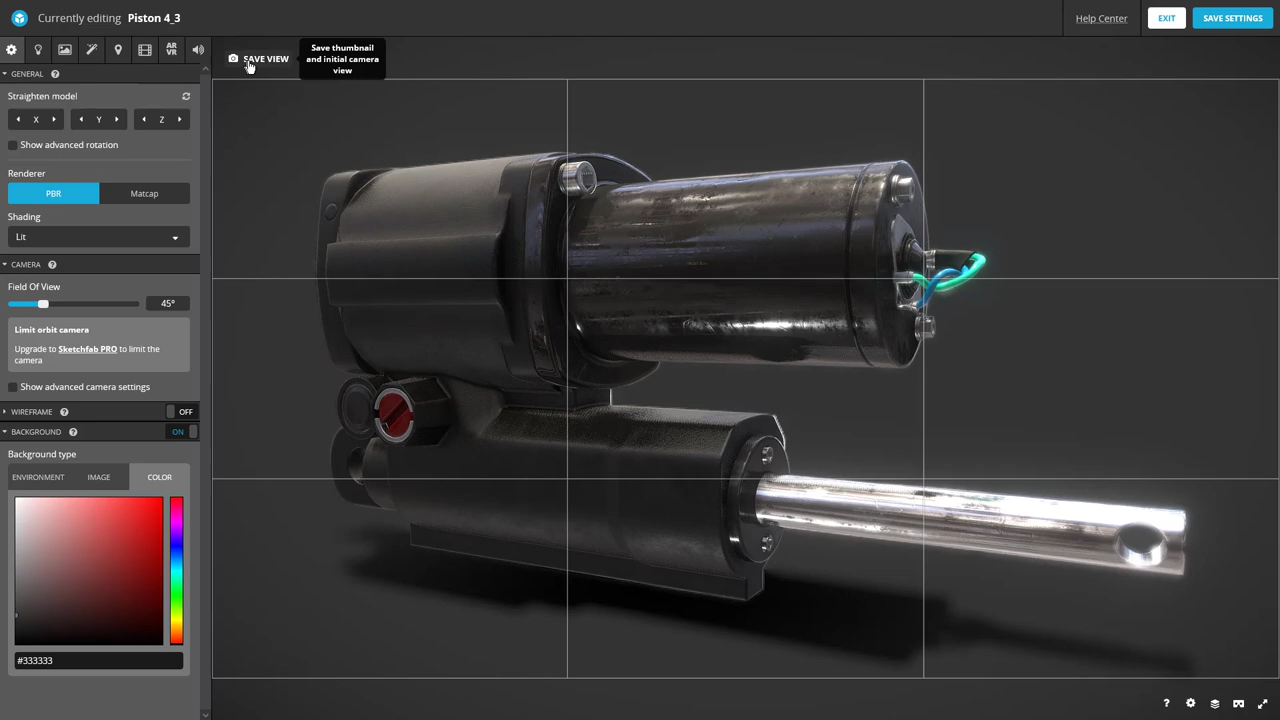 Currently editing Piston 4_3
Help Center
EXIT
SAVE SETTINGS
AR
VR
SAVE VIEW
Save thumbnail
and initial camera
view
GENERAL ?
Straighten model
X
Y
Z
Show advanced rotation
Renderer
PBR
Matcap
Shading
Lit
CAMERA ?
Field Of View
45°
Limit orbit camera
Upgrade to Sketchfab PRO to limit the
camera
Show advanced camera settings
WIREFRAME ?
OFF
BACKGROUND ?
ON
Background type
ENVIRONMENT
IMAGE
COLOR
#333333
?